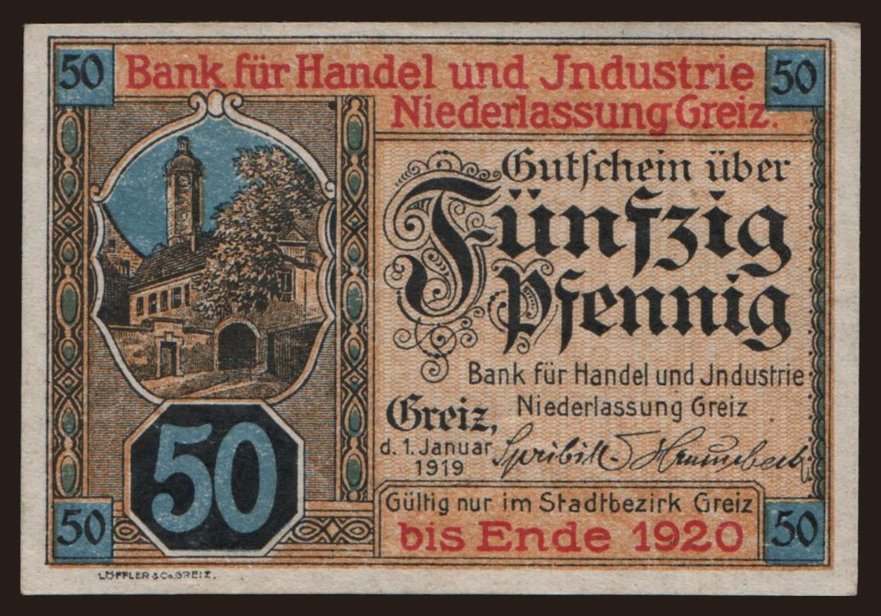 50 Bank für Handel und Jndustrie 50
Niederlassung Greiz.
Gutschein über
Fünfzig
Pfennig
Bank für Handel und Jndustrie
Niederlassung Greiz
Greiz,
d. 1. Januar
1919
50
Gültig nur im Stadtbezirk Greiz
bis Ende 1920
50 50
LÖFFLER & Co. GREIZ.